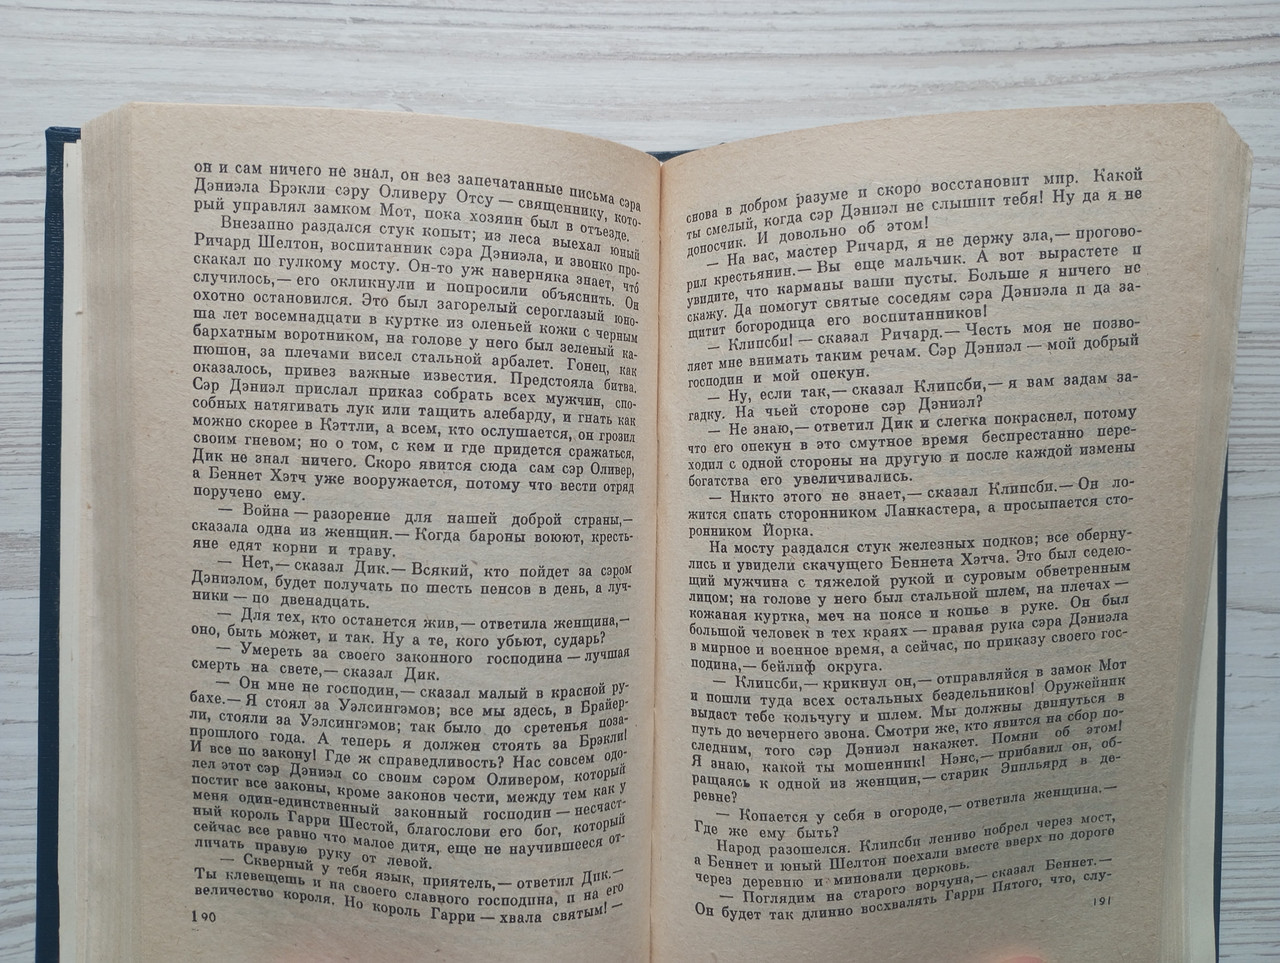 он и сам ничего не знал, он вез запечатанные письма сэра
Дэниэла Брэкли сэру Оливеру Отсу — священнику, кото-
рый управлял замком Мот, пока хозяин был в отъезде.
Внезапно раздался стук копыт; из леса выехал юный
Ричард Шелтон, воспитанник сэра Дэниэла, и звонко про-
скакал по гулкому мосту. Он-то уж наверняка знает, что́
случилось,— его окликнули и попросили объяснить. Он
охотно остановился. Это был загорелый сероглазый юно-
ша лет восемнадцати в куртке из оленьей кожи с черным
бархатным воротником, на голове у него был зеленый ка-
пюшон, за плечами висел стальной арбалет. Гонец, как
оказалось, привез важные известия. Предстояла битва.
Сэр Дэниэл прислал приказ собрать всех мужчин, спо-
собных натягивать лук или тащить алебарду, и гнать как
можно скорее в Кэттли, а всем, кто ослушается, он грозил
своим гневом; но о том, с кем и где придется сражаться,
Дик не знал ничего. Скоро явится сюда сам сэр Оливер,
а Беннет Хэтч уже вооружается, потому что вести отряд
поручено ему.
— Война — разорение для нашей доброй страны,—
сказала одна из женщин.— Когда бароны воюют, кресть-
яне едят корни и траву.
— Нет,— сказал Дик.— Всякий, кто пойдет за сэром
Дэниэлом, будет получать по шесть пенсов в день, а луч-
ники — по двенадцать.
— Для тех, кто останется жив,— ответила женщина,—
оно, быть может, и так. Ну а те, кого убьют, сударь?
— Умереть за своего законного господина — лучшая
смерть на свете,— сказал Дик.
— Он мне не господин,— сказал малый в красной ру-
бахе.— Я стоял за Уэлсингэмов; все мы здесь, в Брайер-
ли, стояли за Уэлсингэмов; так было до сретенья поза-
прошлого года. А теперь я должен стоять за Брэкли!
И все по закону! Где ж справедливость? Нас совсем одо-
лел этот сэр Дэниэл со своим сэром Оливером, который
постиг все законы, кроме законов чести, между тем как у
меня один-единственный законный господин — несчаст-
ный король Гарри Шестой, благослови его бог, который
сейчас все равно что малое дитя, еще не научившееся от-
личать правую руку от левой.
— Скверный у тебя язык, приятель,— ответил Дик.—
Ты клевещешь и на своего славного господина, и на его
величество короля. Но король Гарри — хвала святым! —
190
снова в добром разуме и скоро восстановит мир. Какой
ты смелый, когда сэр Дэниэл не слышит тебя! Ну да я не
доносчик. И довольно об этом!
— На вас, мастер Ричард, я не держу зла,— прогово-
рил крестьянин.— Вы еще мальчик. А вот вырастете и
увидите, что карманы ваши пусты. Больше я ничего не
скажу. Да помогут святые соседям сэра Дэниэла и да за-
щитит богородица его воспитанников!
— Клипсби! — сказал Ричард.— Честь моя не позво-
ляет мне внимать таким речам. Сэр Дэниэл — мой добрый
господин и мой опекун.
— Ну, если так,— сказал Клипсби,— я вам задам за-
гадку. На чьей стороне сэр Дэниэл?
— Не знаю,— ответил Дик и слегка покраснел, потому
что его опекун в это смутное время беспрестанно пере-
ходил с одной стороны на другую и после каждой измены
богатства его увеличивались.
— Никто этого не знает,— сказал Клипсби.— Он ло-
жится спать сторонником Ланкастера, а просыпается сто-
ронником Йорка.
На мосту раздался стук железных подков; все оберну-
лись и увидели скачущего Беннета Хэтча. Это был седею-
щий мужчина с тяжелой рукой и суровым обветренным
лицом; на голове у него был стальной шлем, на плечах —
кожаная куртка, меч на поясе и копье в руке. Он был
большой человек в тех краях — правая рука сэра Дэниэла
в мирное и военное время, а сейчас, по приказу своего гос-
подина,— бейлиф округа.
— Клипсби,— крикнул он,— отправляйся в замок Мот
и пошли туда всех остальных бездельников! Оружейник
выдаст тебе кольчугу и шлем. Мы должны двинуться в
путь до вечернего звона. Смотри же, кто явится на сбор по-
следним, того сэр Дэниэл накажет. Помни об этом!
Я знаю, какой ты мошенник! Нэнс,— прибавил он, об-
ращаясь к одной из женщин,— старик Эппльярд в де-
ревне?
— Копается у себя в огороде,— ответила женщина.—
Где же ему быть?
Народ разошелся. Клипсби лениво побрел через мост,
а Беннет и юный Шелтон поехали вместе вверх по дороге
через деревню и миновали церковь.
— Поглядим на старого ворчуна,— сказал Беннет.—
Он будет так длинно восхвалять Гарри Пятого, что, слу-
191